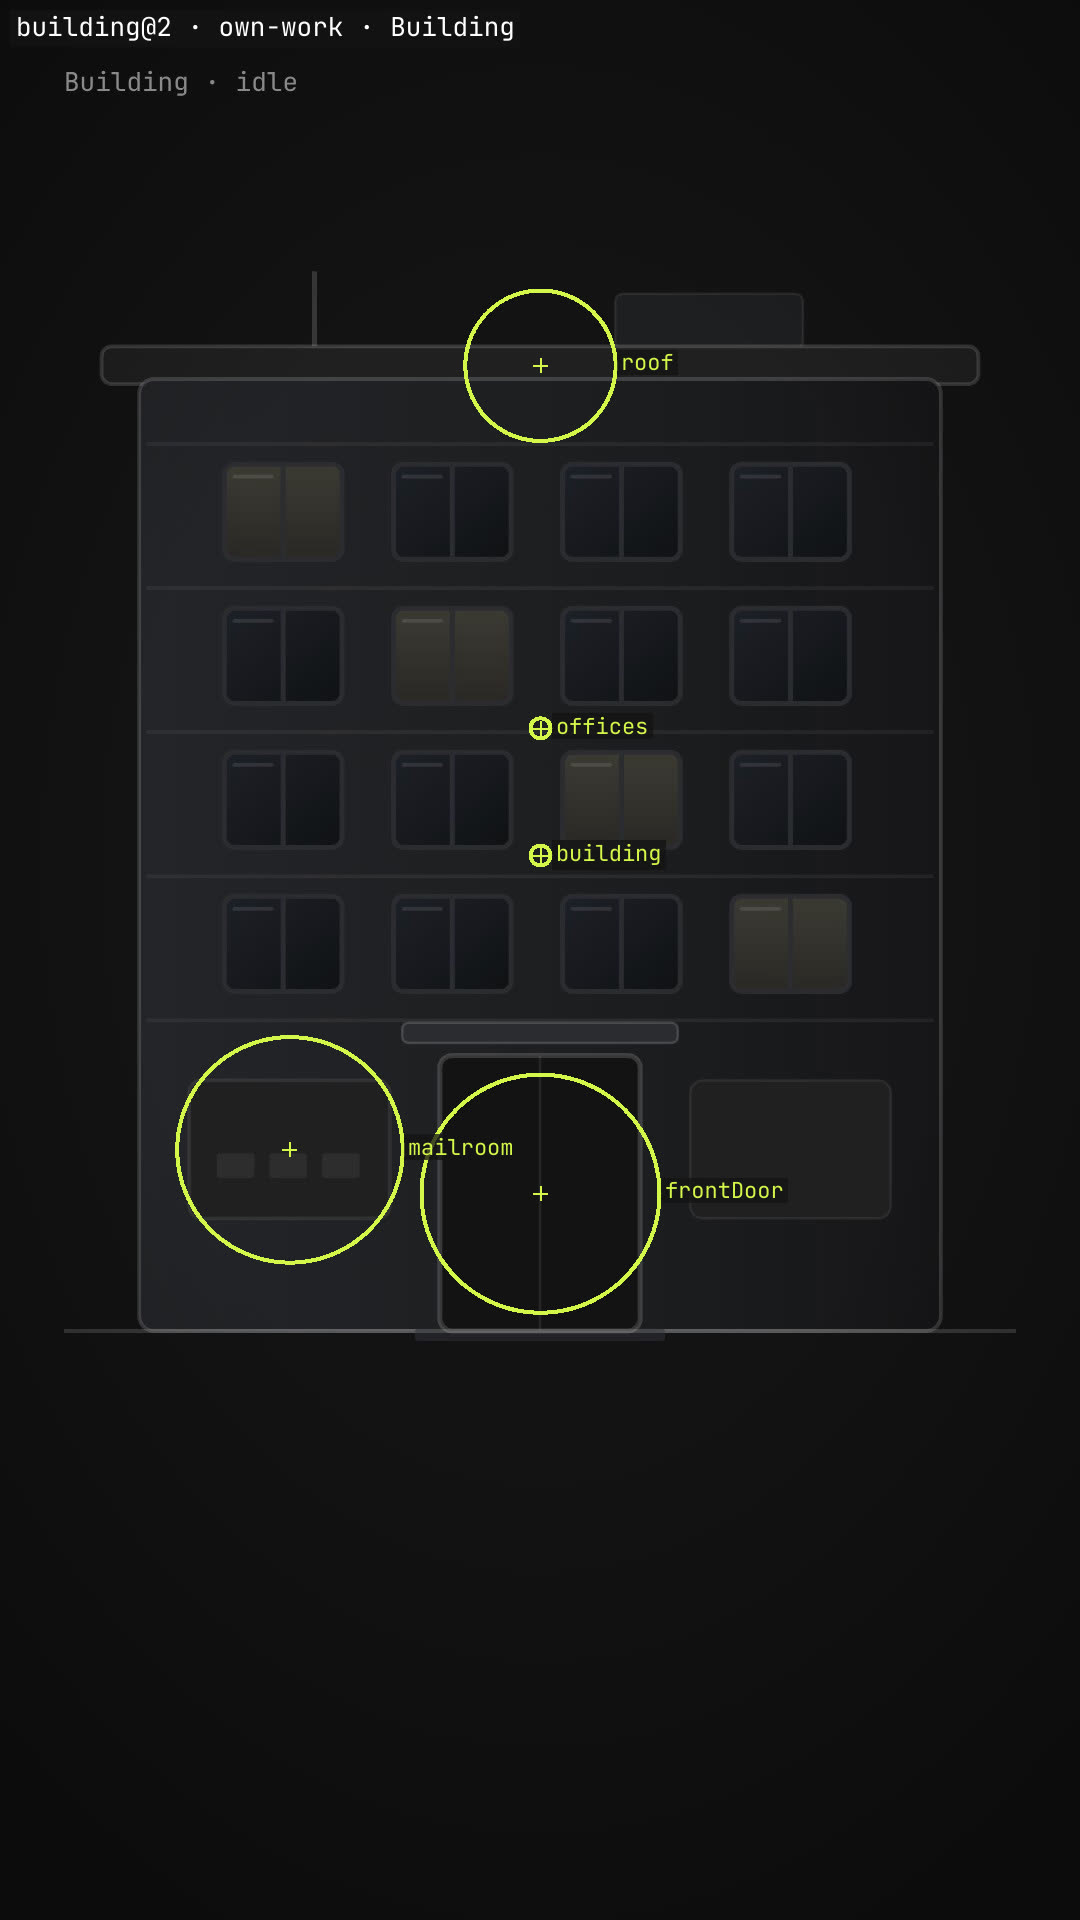 building@2 · own-work · Building
Building · idle
roof
offices
building
mailroom
frontDoor